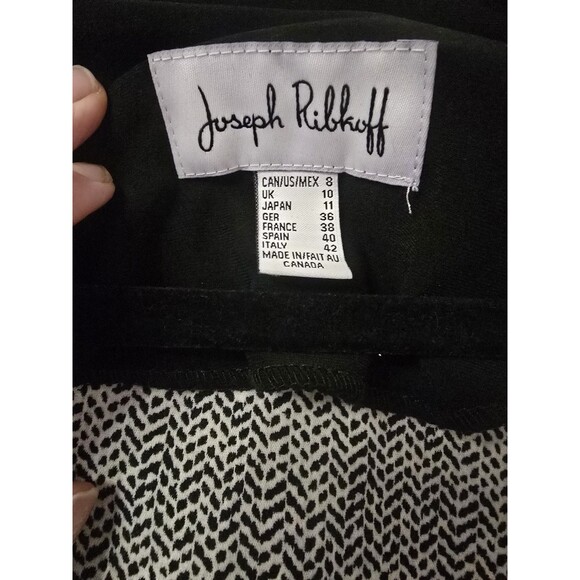 Joseph Ribkoff
CAN/US/MEX 8
UK 10
JAPAN 11
GER 36
FRANCE 38
SPAIN 40
ITALY 42
MADE IN/FAIT AU
CANADA